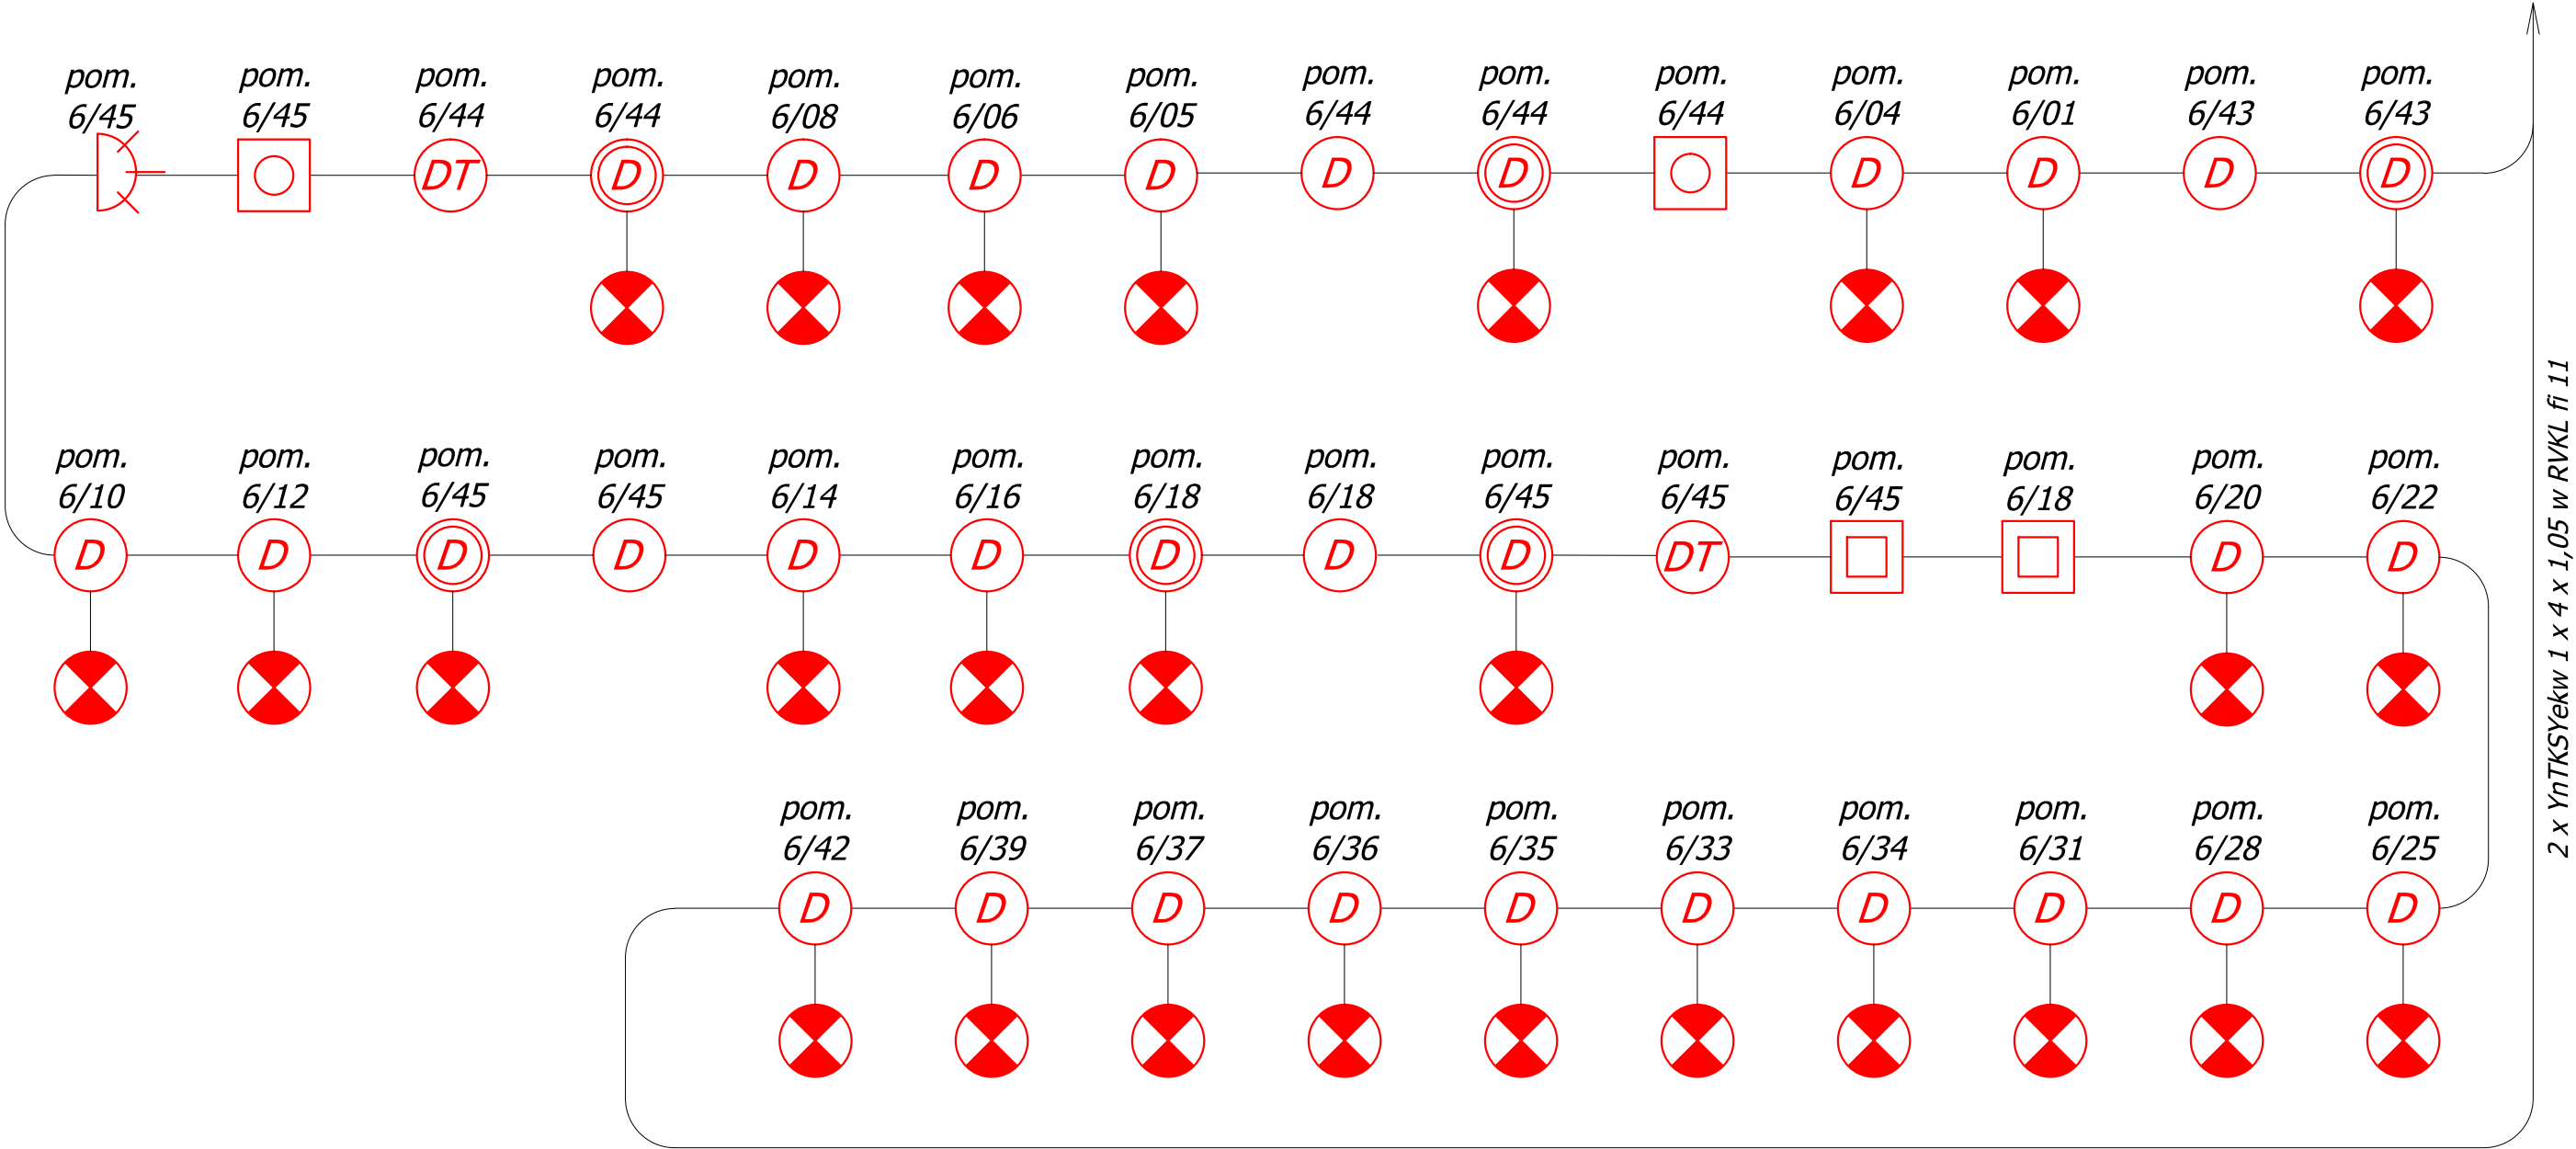 pom. pom. pom. pom. pom. pom. pom. pom. pom. pom. pom. pom. pom. pom.
6/45 6/45 6/44 6/44 6/08 6/06 6/05 6/44 6/44 6/44 6/04 6/01 6/43 6/43
DT D D D D D D D D D D
pom. pom. pom. pom. pom. pom. pom. pom. pom. pom. pom. pom. pom. pom.
6/10 6/12 6/45 6/45 6/14 6/16 6/18 6/18 6/45 6/45 6/45 6/18 6/20 6/22
D D D D D D D D D DT D D
pom. pom. pom. pom. pom. pom. pom. pom. pom. pom.
6/42 6/39 6/37 6/36 6/35 6/33 6/34 6/31 6/28 6/25
D D D D D D D D D D
2 x YnTKSYekw 1 x 4 x 1,05 w RVKL fi 11